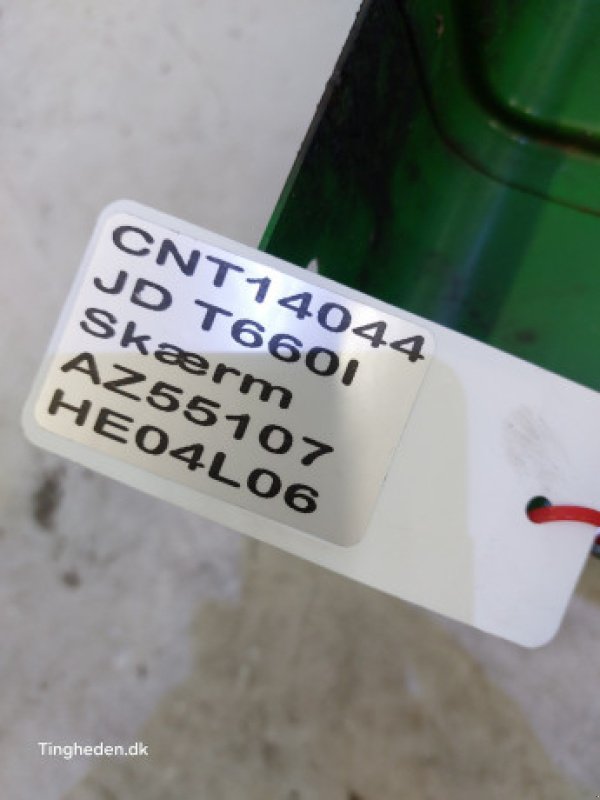 CNT14044
JD T660I
Skærm
AZ55107
HE04L06
Tingheden.dk